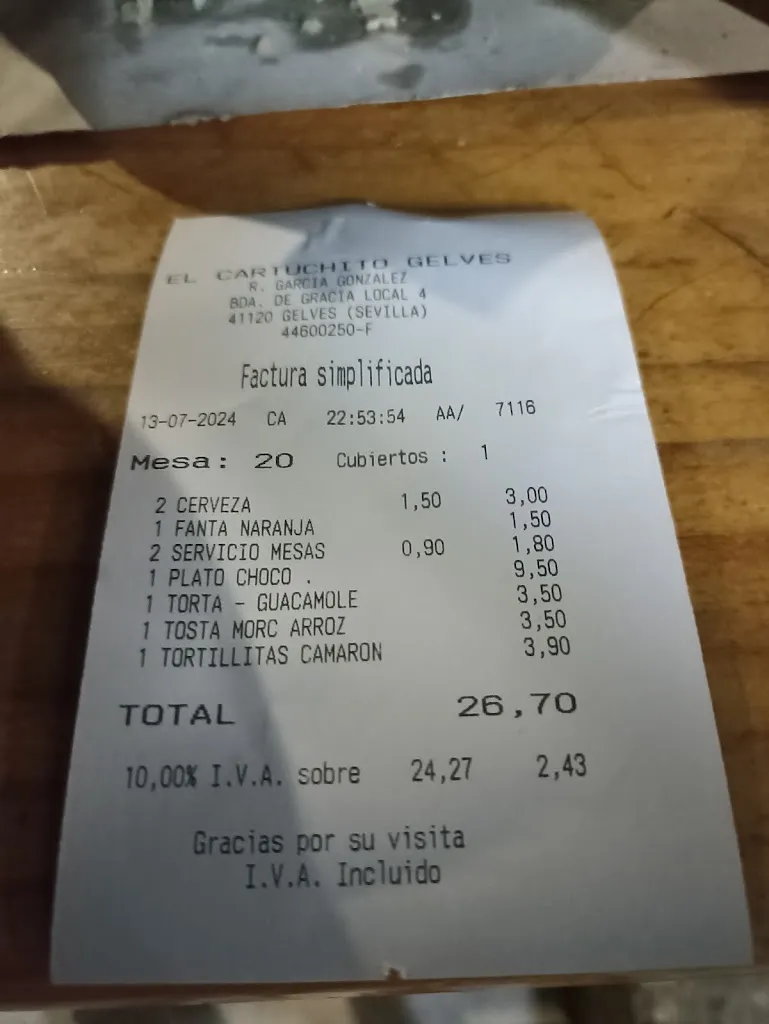 EL CARTUCHITO GELVES
R. GARCIA GONZALEZ
BDA. DE GRACIA LOCAL 4
41120 GELVES (SEVILLA)
44600250-F
Factura simplificada
13-07-2024 CA 22:53:54 AA/ 7116
Mesa: 20 Cubiertos : 1
2 CERVEZA 1,50 3,00
1 FANTA NARANJA 1,50
2 SERVICIO MESAS 0,90 1,80
1 PLATO CHOCO . 9,50
1 TORTA - GUACAMOLE 3,50
1 TOSTA MORC ARROZ 3,50
1 TORTILLITAS CAMARON 3,90
TOTAL 26,70
10,00% I.V.A. sobre 24,27 2,43
Gracias por su visita
I.V.A. Incluido